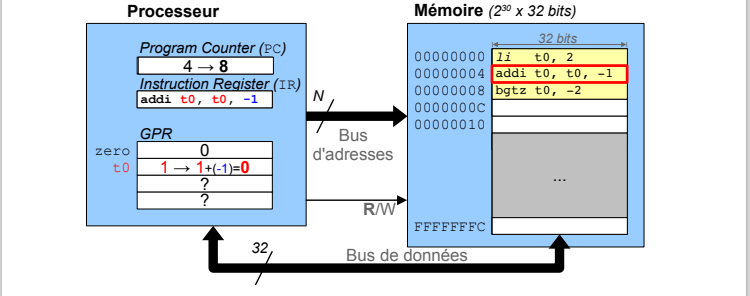 Processeur
Program Counter (PC)
4 → 8
Instruction Register (IR)
addi t0, t0, -1
GPR
zero 0
t0 1 → 1+(-1)=0
?
?
N
Bus
d'adresses
R/W
32
Bus de données
Mémoire (2³⁰ x 32 bits)
32 bits
00000000 li t0, 2
00000004 addi t0, t0, -1
00000008 bgtz t0, -2
0000000C
00000010
...
FFFFFFFC